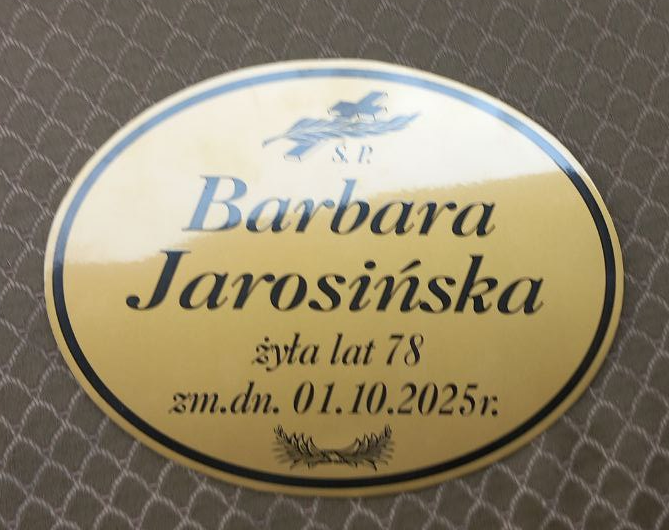 Ś. P.
Barbara
Jarosińska
żyła lat 78
zm.dn. 01.10.2025r.